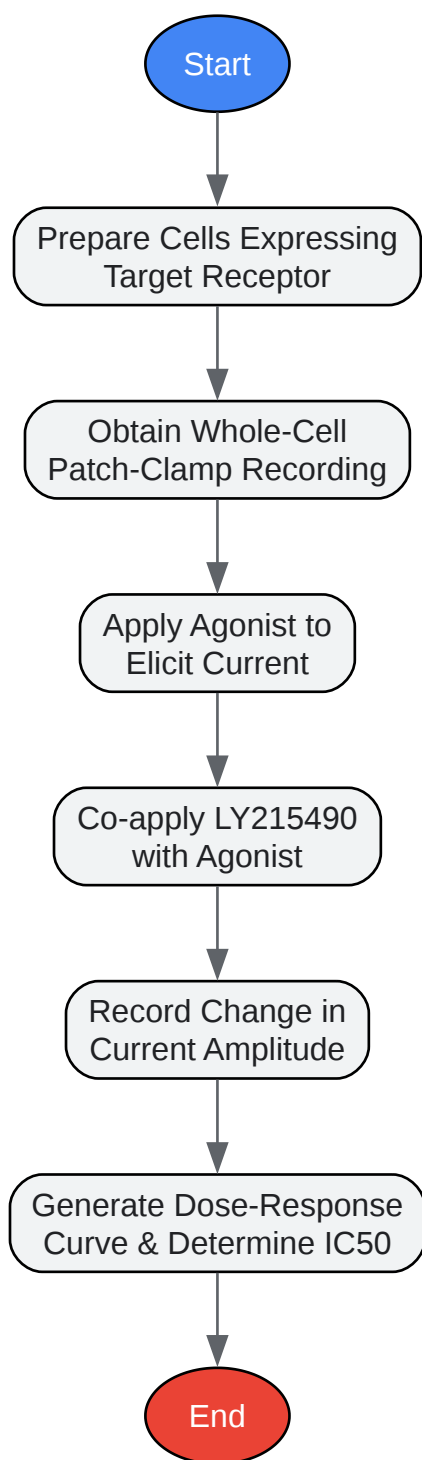 Start
Prepare Cells Expressing
Target Receptor
Obtain Whole-Cell
Patch-Clamp Recording
Apply Agonist to
Elicit Current
Co-apply LY215490
with Agonist
Record Change in
Current Amplitude
Generate Dose-Response
Curve & Determine IC50
End